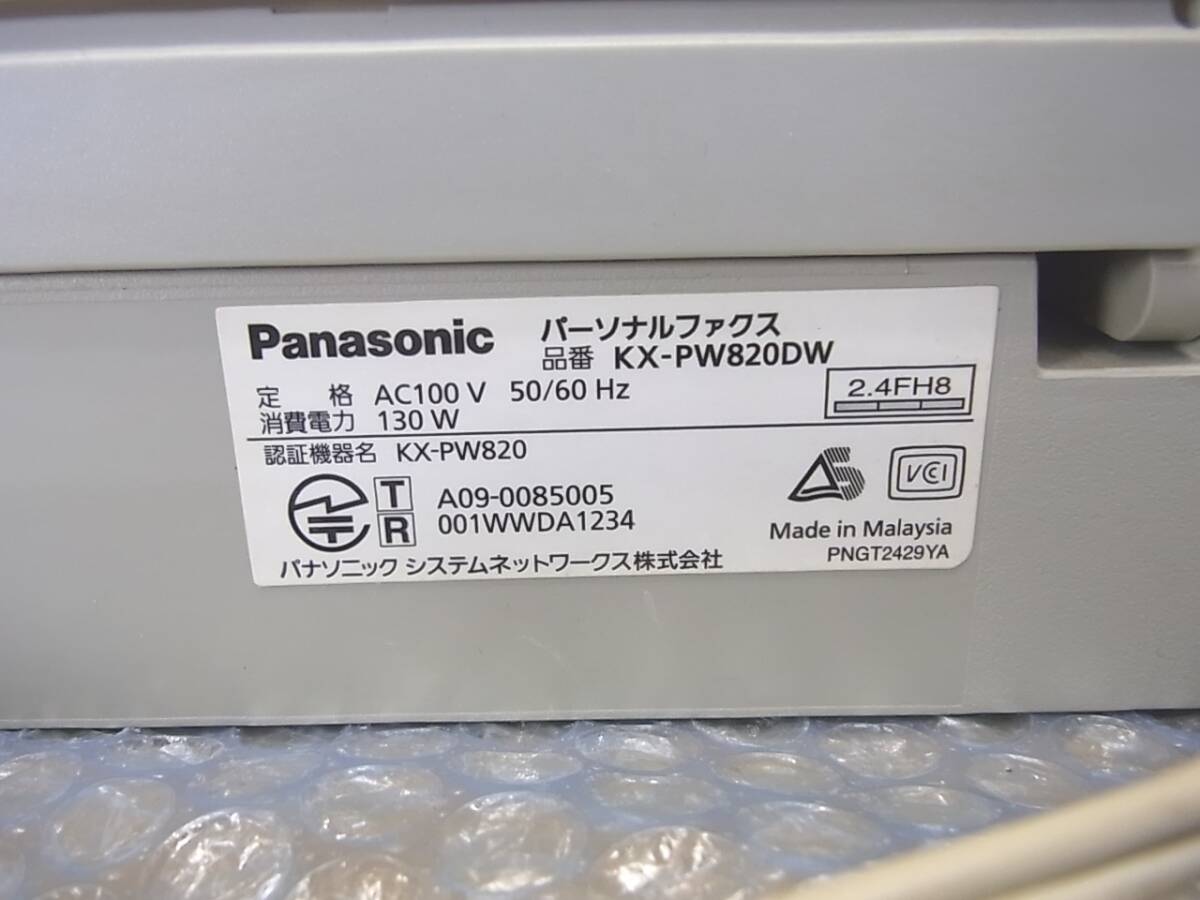 Panasonic パーソナルファクス
品番 KX-PW820DW
定 格 AC100 V 50/60 Hz
消費電力 130 W
2.4FH8
認証機器名 KX-PW820
T A09-0085005
R 001WWDA1234
VCCI
Made in Malaysia
パナソニック システムネットワークス株式会社
PNGT2429YA